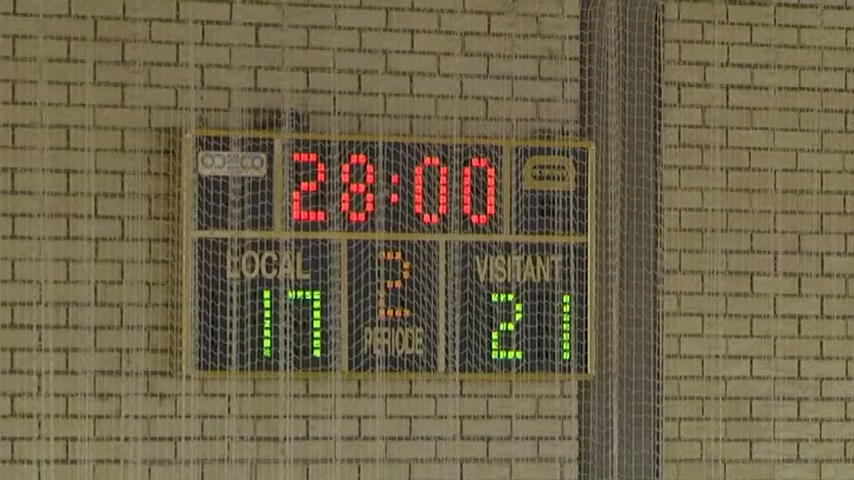 28:00
LOCAL
VISITANT
2
17
21
PERIODE